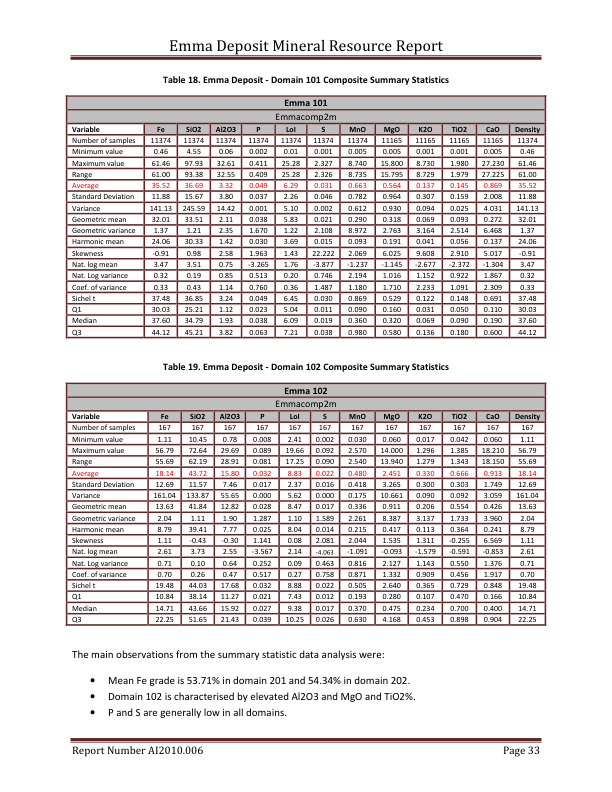 Emma Deposit Mineral Resource Report
Table 18. Emma Deposit - Domain 101 Composite Summary Statistics
Emma 101
Emmacomp2m
Variable Fe SiO2 Al2O3 P LoI S MnO MgO K2O TiO2 CaO Density
Number of samples 11374 11374 11374 11374 11374 11374 11165 11165 11165 11165 11165 11374
Minimum value 0.46 4.55 0.06 0.002 0.01 0.001 0.005 0.005 0.001 0.005 0.005 0.46
Maximum value 61.46 97.93 32.61 0.411 25.28 2.327 8.740 15.800 8.730 1.980 27.230 61.46
Range 61.00 93.38 32.55 0.409 25.28 2.326 8.735 15.795 8.729 1.979 27.225 61.00
Average 35.52 36.69 3.32 0.049 6.29 0.031 0.663 0.564 0.137 0.145 0.869 35.52
Standard Deviation 11.88 15.67 3.80 0.037 2.26 0.046 0.782 0.964 0.307 0.159 2.008 11.88
Variance 141.13 245.59 14.42 0.001 5.10 0.002 0.612 0.930 0.094 0.025 4.031 141.13
Geometric mean 32.01 33.51 2.11 0.038 5.83 0.021 0.290 0.318 0.069 0.093 0.272 32.01
Geometric variance 1.37 1.21 2.35 1.670 1.22 2.108 8.972 2.763 3.164 2.514 6.468 1.37
Harmonic mean 24.06 30.33 1.42 0.030 3.69 0.015 0.093 0.191 0.041 0.056 0.137 24.06
Skewness -0.91 0.98 2.58 1.963 1.43 22.222 2.069 6.025 9.608 2.910 5.017 -0.91
Nat. log mean 3.47 3.51 0.75 -3.265 1.76 -3.877 -1.237 -1.145 -2.677 -2.372 -1.304 3.47
Nat. Log variance 0.32 0.19 0.85 0.513 0.20 0.746 2.194 1.016 1.152 0.922 1.867 0.32
Coef. of variance 0.33 0.43 1.14 0.760 0.36 1.487 1.180 1.710 2.233 1.091 2.309 0.33
Sichel t 37.48 36.85 3.24 0.049 6.45 0.030 0.869 0.529 0.122 0.148 0.691 37.48
Q1 30.03 25.21 1.12 0.023 5.04 0.011 0.090 0.160 0.031 0.050 0.110 30.03
Median 37.60 34.79 1.93 0.038 6.09 0.019 0.360 0.320 0.069 0.090 0.190 37.60
Q3 44.12 45.21 3.82 0.063 7.21 0.038 0.980 0.580 0.136 0.180 0.600 44.12
Table 19. Emma Deposit - Domain 102 Composite Summary Statistics
Emma 102
Emmacomp2m
Variable Fe SiO2 Al2O3 P LoI S MnO MgO K2O TiO2 CaO Density
Number of samples 167 167 167 167 167 167 167 167 167 167 167 167
Minimum value 1.11 10.45 0.78 0.008 2.41 0.002 0.030 0.060 0.017 0.042 0.060 1.11
Maximum value 56.79 72.64 29.69 0.089 19.66 0.092 2.570 14.000 1.296 1.385 18.210 56.79
Range 55.69 62.19 28.91 0.081 17.25 0.090 2.540 13.940 1.279 1.343 18.150 55.69
Average 18.14 43.72 15.80 0.032 8.83 0.022 0.480 2.451 0.330 0.666 0.913 18.14
Standard Deviation 12.69 11.57 7.46 0.017 2.37 0.016 0.418 3.265 0.300 0.303 1.749 12.69
Variance 161.04 133.87 55.65 0.000 5.62 0.000 0.175 10.661 0.090 0.092 3.059 161.04
Geometric mean 13.63 41.84 12.82 0.028 8.47 0.017 0.336 0.911 0.206 0.554 0.426 13.63
Geometric variance 2.04 1.11 1.90 1.287 1.10 1.589 2.261 8.387 3.137 1.733 3.960 2.04
Harmonic mean 8.79 39.41 7.77 0.025 8.04 0.014 0.215 0.417 0.113 0.364 0.241 8.79
Skewness 1.11 -0.43 -0.30 1.141 0.08 2.081 2.044 1.535 1.311 -0.255 6.569 1.11
Nat. log mean 2.61 3.73 2.55 -3.567 2.14 -4.063 -1.091 -0.093 -1.579 -0.591 -0.853 2.61
Nat. Log variance 0.71 0.10 0.64 0.252 0.09 0.463 0.816 2.127 1.143 0.550 1.376 0.71
Coef. of variance 0.70 0.26 0.47 0.517 0.27 0.758 0.871 1.332 0.909 0.456 1.917 0.70
Sichel t 19.48 44.03 17.68 0.032 8.88 0.022 0.505 2.640 0.365 0.728 0.849 19.48
Q1 10.84 38.14 11.27 0.021 7.43 0.012 0.193 0.280 0.107 0.470 0.166 10.84
Median 14.71 43.66 15.92 0.027 9.38 0.017 0.370 0.475 0.234 0.700 0.400 14.71
Q3 22.25 51.65 21.43 0.039 10.25 0.026 0.630 4.168 0.453 0.898 0.904 22.25
The main observations from the summary statistic data analysis were:
• Mean Fe grade is 53.71% in domain 201 and 54.34% in domain 202.
• Domain 102 is characterised by elevated Al2O3 and MgO and TiO2%.
• P and S are generally low in all domains.
Report Number AI2010.006 Page 33